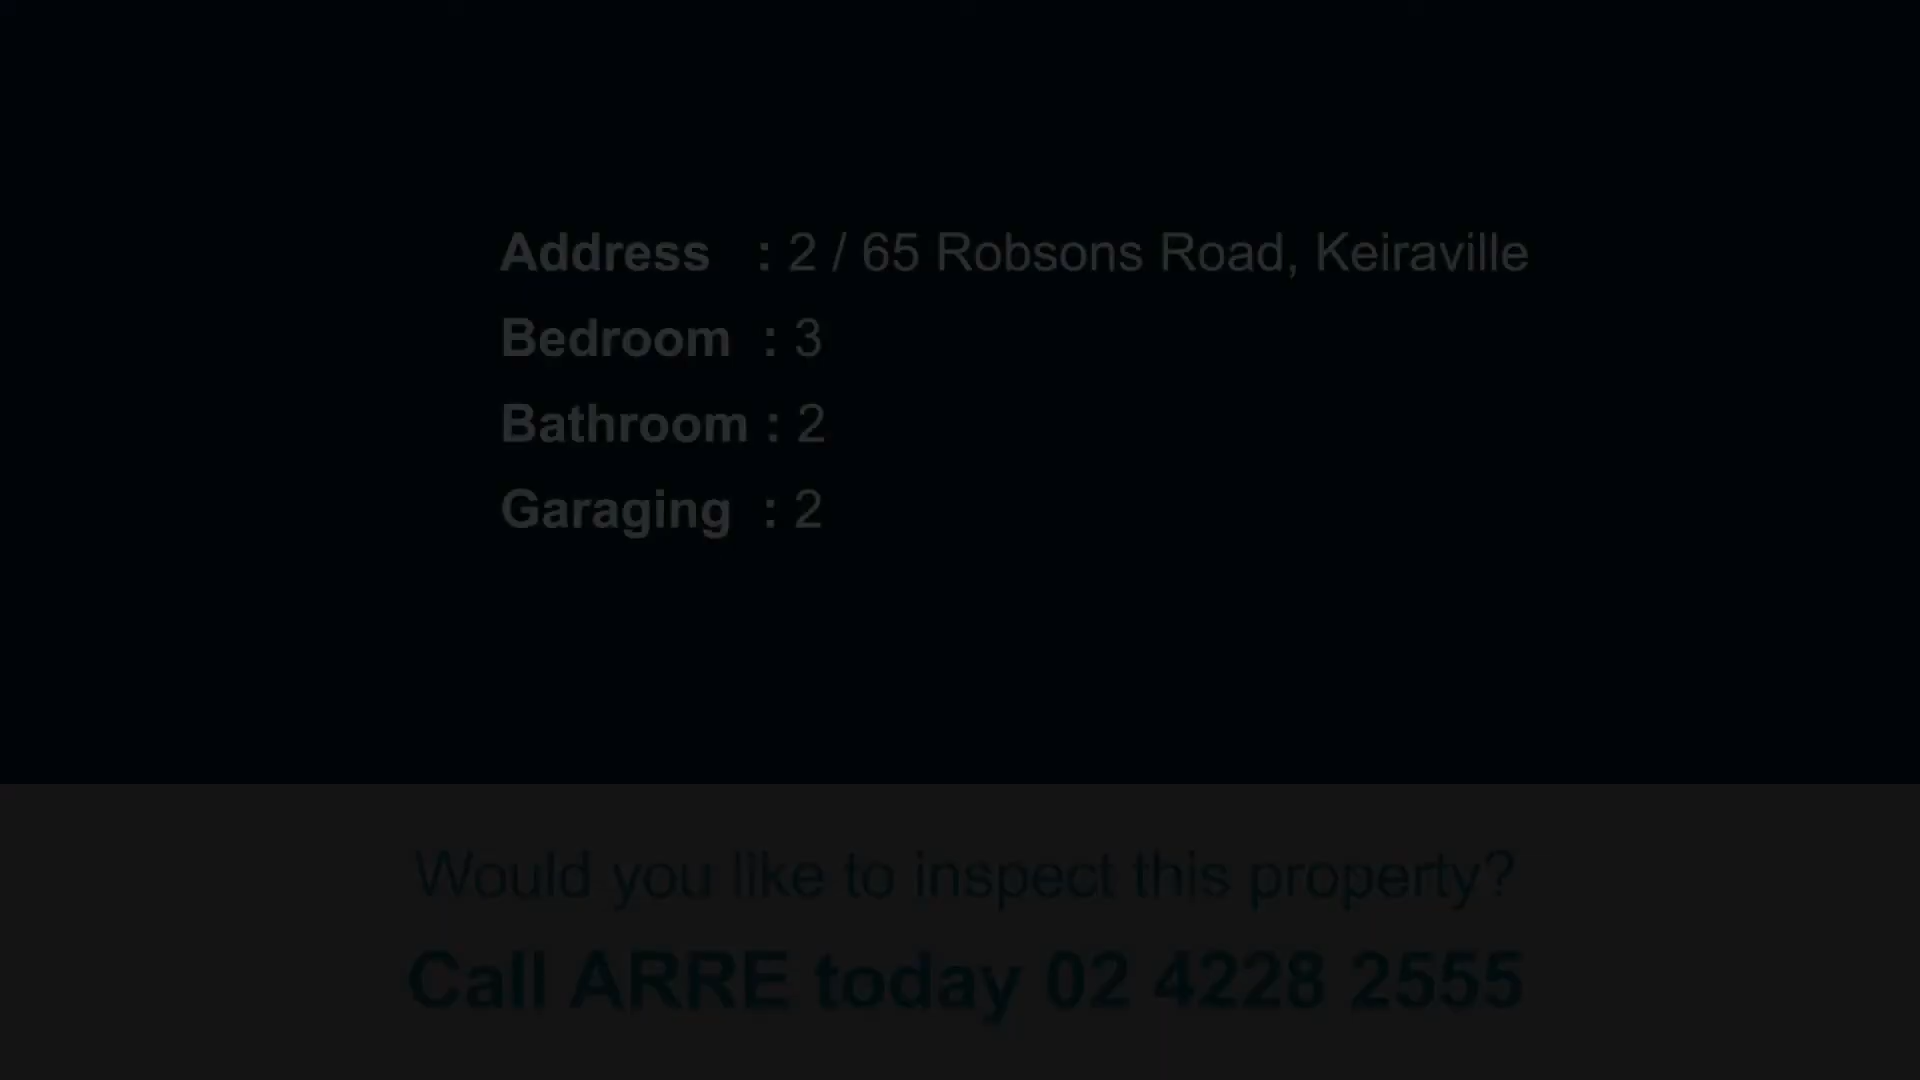 Address : 2 / 65 Robsons Road, Keiraville
Bedroom : 3
Bathroom : 2
Garaging : 2
Would you like to inspect this property?
Call ARRE today 02 4228 2555